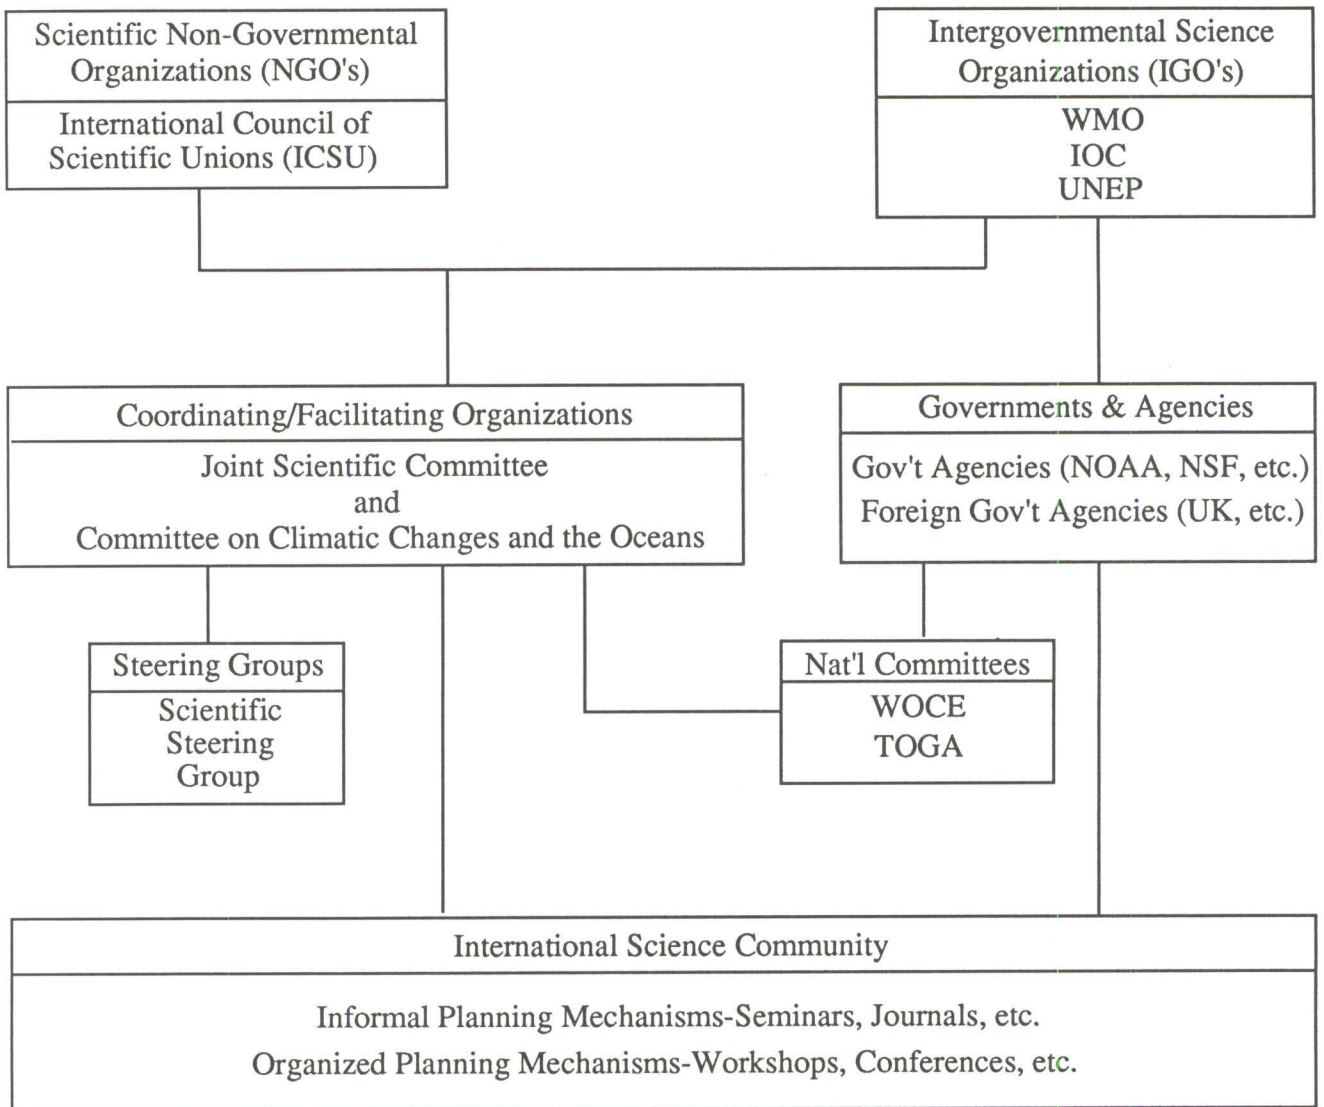 Scientific Non-Governmental
Organizations (NGO's)
International Council of
Scientific Unions (ICSU)
Intergovernmental Science
Organizations (IGO's)
WMO
IOC
UNEP
Coordinating/Facilitating Organizations
Joint Scientific Committee
and
Committee on Climatic Changes and the Oceans
Governments & Agencies
Gov't Agencies (NOAA, NSF, etc.)
Foreign Gov't Agencies (UK, etc.)
Steering Groups
Scientific
Steering
Group
Nat'l Committees
WOCE
TOGA
International Science Community
Informal Planning Mechanisms-Seminars, Journals, etc.
Organized Planning Mechanisms-Workshops, Conferences, etc.